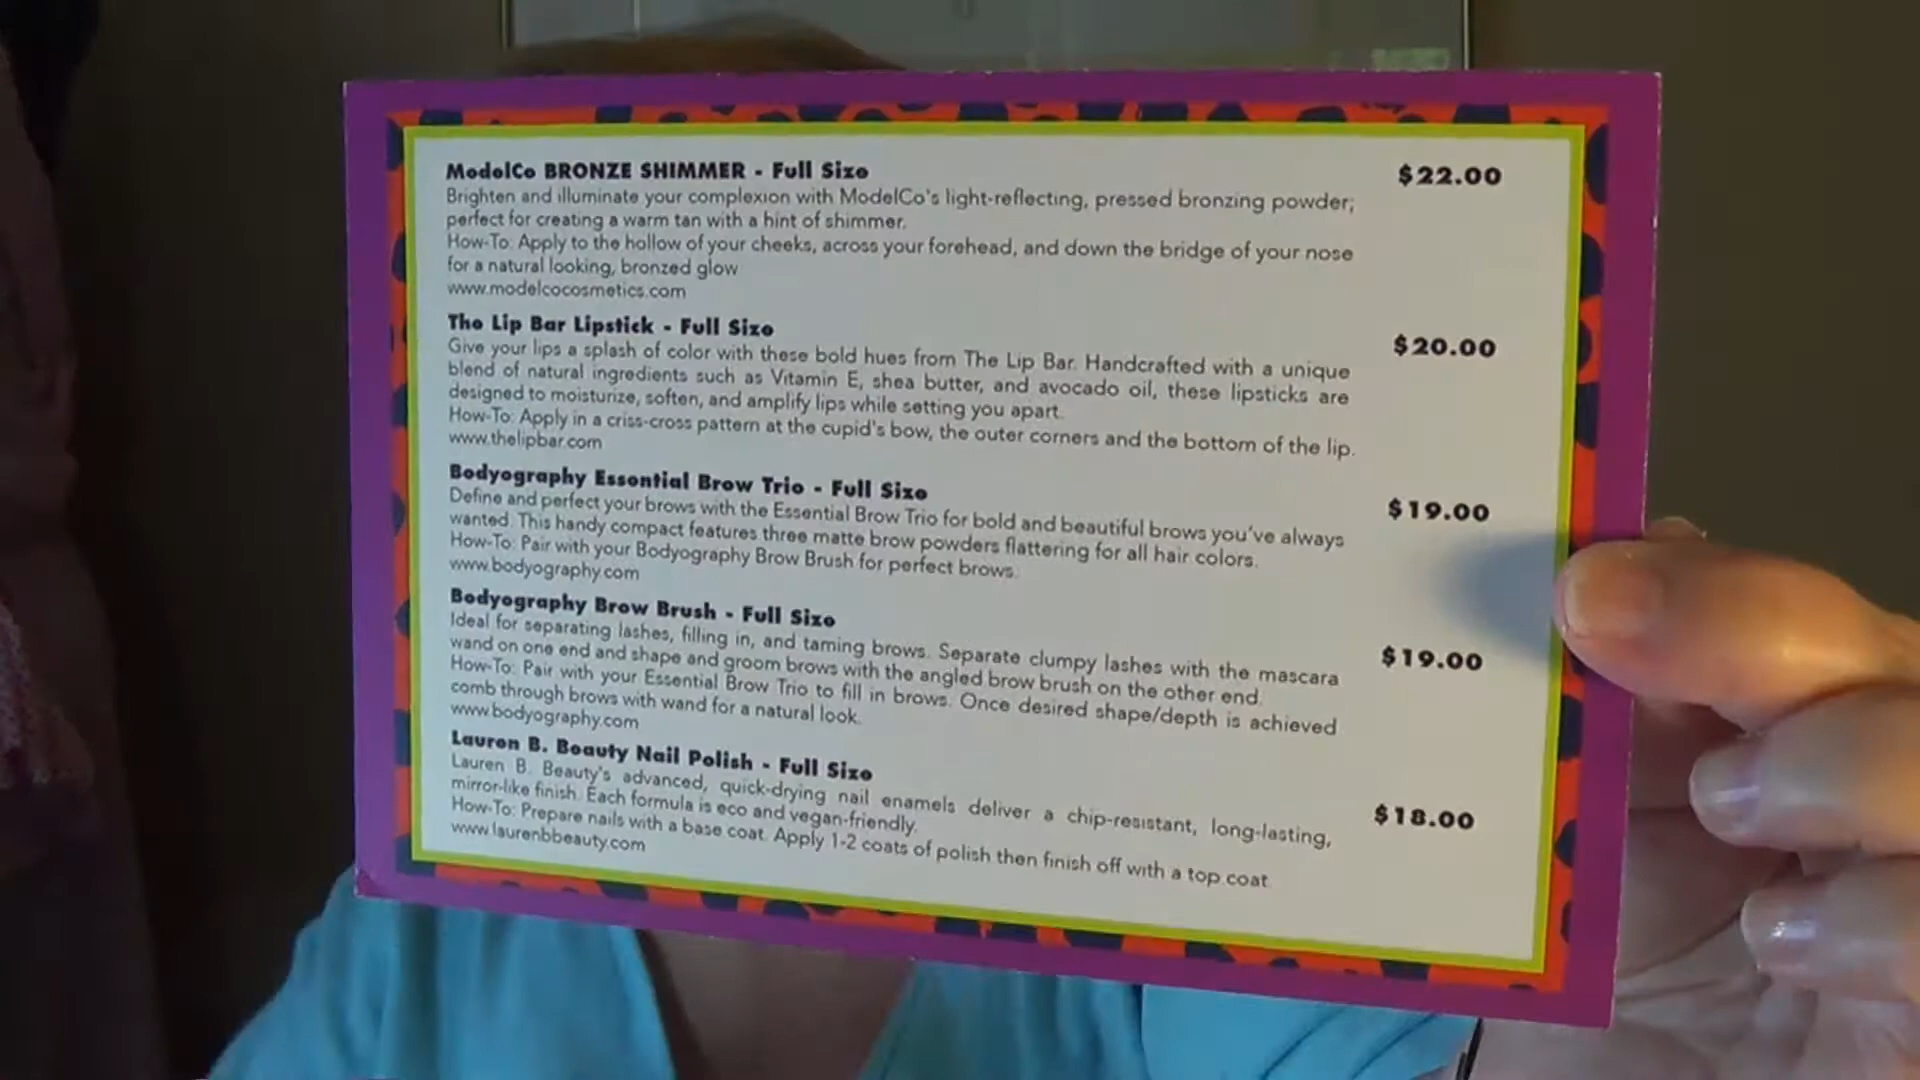 ModelCo BRONZE SHIMMER - Full Size $22.00
Brighten and illuminate your complexion with ModelCo's light-reflecting, pressed bronzing powder;
perfect for creating a warm tan with a hint of shimmer.
How-To: Apply to the hollow of your cheeks, across your forehead, and down the bridge of your nose
for a natural looking, bronzed glow
www.modelcocosmetics.com
The Lip Bar Lipstick - Full Size $20.00
Give your lips a splash of color with these bold hues from The Lip Bar. Handcrafted with a unique
blend of natural ingredients such as Vitamin E, shea butter, and avocado oil, these lipsticks are
designed to moisturize, soften, and amplify lips while setting you apart.
How-To: Apply in a criss-cross pattern at the cupid's bow, the outer corners and the bottom of the lip.
www.thelipbar.com
Bodyography Essential Brow Trio - Full Size $19.00
Define and perfect your brows with the Essential Brow Trio for bold and beautiful brows you've always
wanted. This handy compact features three matte brow powders flattering for all hair colors.
How-To: Pair with your Bodyography Brow Brush for perfect brows.
www.bodyography.com
Bodyography Brow Brush - Full Size $19.00
Ideal for separating lashes, filling in, and taming brows. Separate clumpy lashes with the mascara
wand on one end and shape and groom brows with the angled brow brush on the other end.
How-To: Pair with your Essential Brow Trio to fill in brows. Once desired shape/depth is achieved
comb through brows with wand for a natural look.
www.bodyography.com
Lauren B. Beauty Nail Polish - Full Size $18.00
Lauren B. Beauty's advanced, quick-drying nail enamels deliver a chip-resistant, long-lasting,
mirror-like finish. Each formula is eco and vegan-friendly.
How-To: Prepare nails with a base coat. Apply 1-2 coats of polish then finish off with a top coat.
www.laurenbbeauty.com